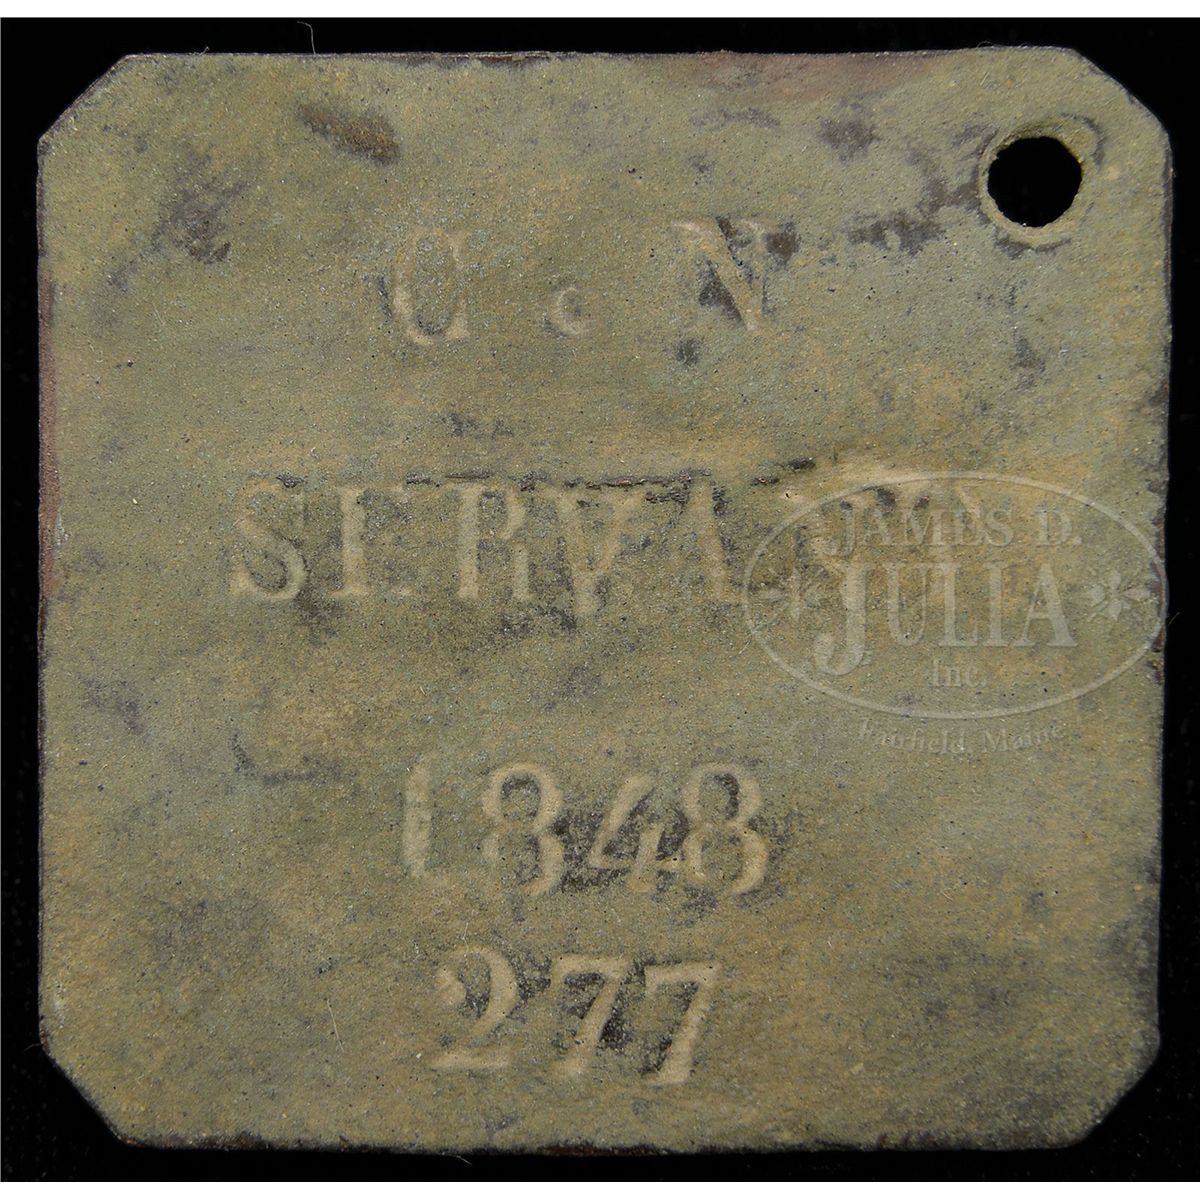 C c N
SERVANT
1848
277
JAMES D.
JULIA
Inc.
Fairfield, Maine